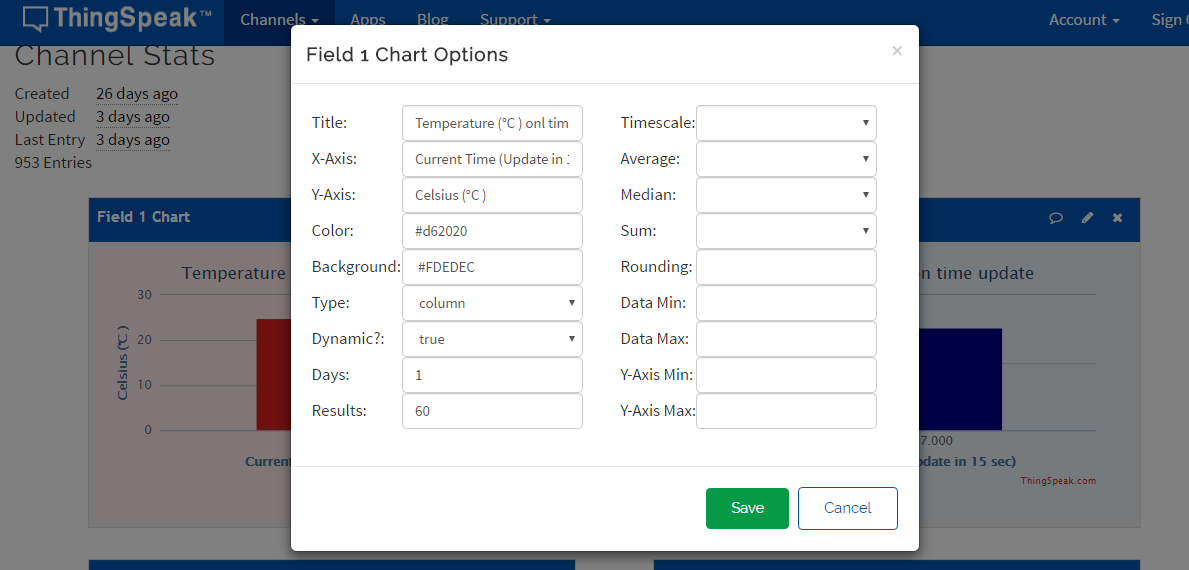 ThingSpeak™ Channels Apps Blog Support Account Sign
Channel Stats
Created 26 days ago
Updated 3 days ago
Last Entry 3 days ago
953 Entries
Field 1 Chart Options ×
Title: Temperature (°C ) onl tim
X-Axis: Current Time (Update in
Y-Axis: Celsius (°C )
Color: #d62020
Background: #FDEDEC
Type: column
Dynamic?: true
Days: 1
Results: 60
Timescale:
Average:
Median:
Sum:
Rounding:
Data Min:
Data Max:
Y-Axis Min:
Y-Axis Max:
Save Cancel
Field 1 Chart
Temperature
30
20
10
0
Celsius (°C )
Current
n time update
7.000
pdate in 15 sec)
ThingSpeak.com